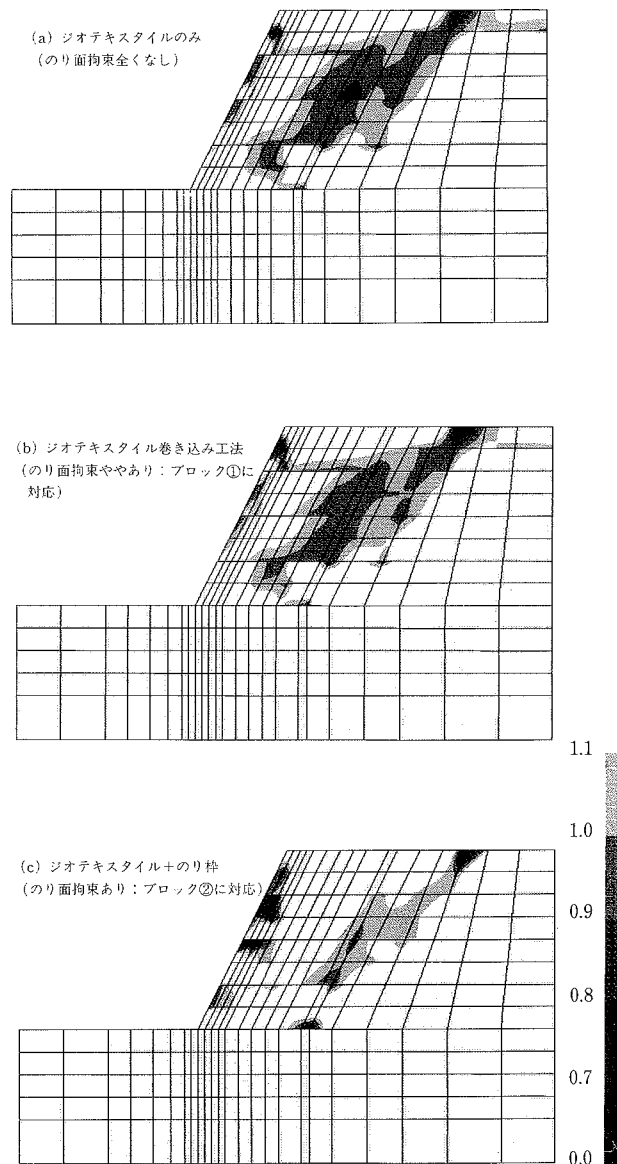 (a) ジオテキスタイルのみ
(のり面拘束全くなし)
(b) ジオテキスタイル巻き込み工法
(のり面拘束ややあり：ブロック①に
対応)
1.1
1.0
(c) ジオテキスタイル＋のり枠
(のり面拘束あり：ブロック②に対応)
0.9
0.8
0.7
0.0